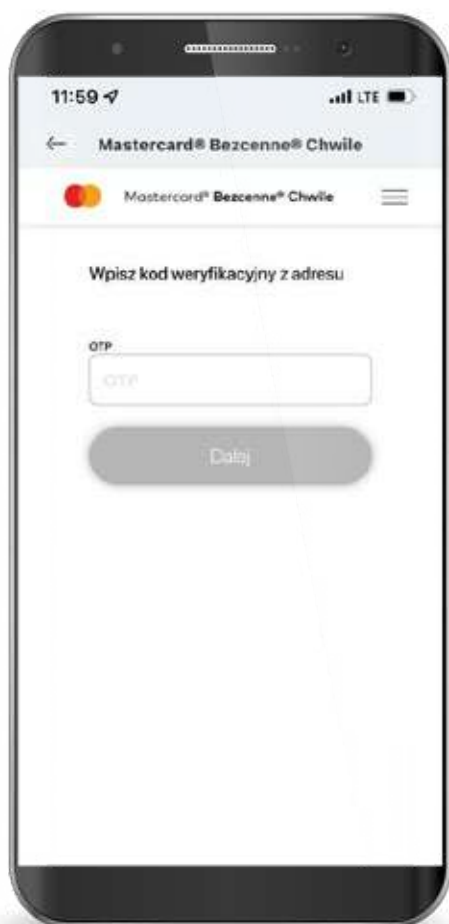 11:59
LTE
Mastercard® Bezcenne® Chwile
Mastercard® Bezcenne® Chwile
Wpisz kod weryfikacyjny z adresu
OTP
OTP
Dalej